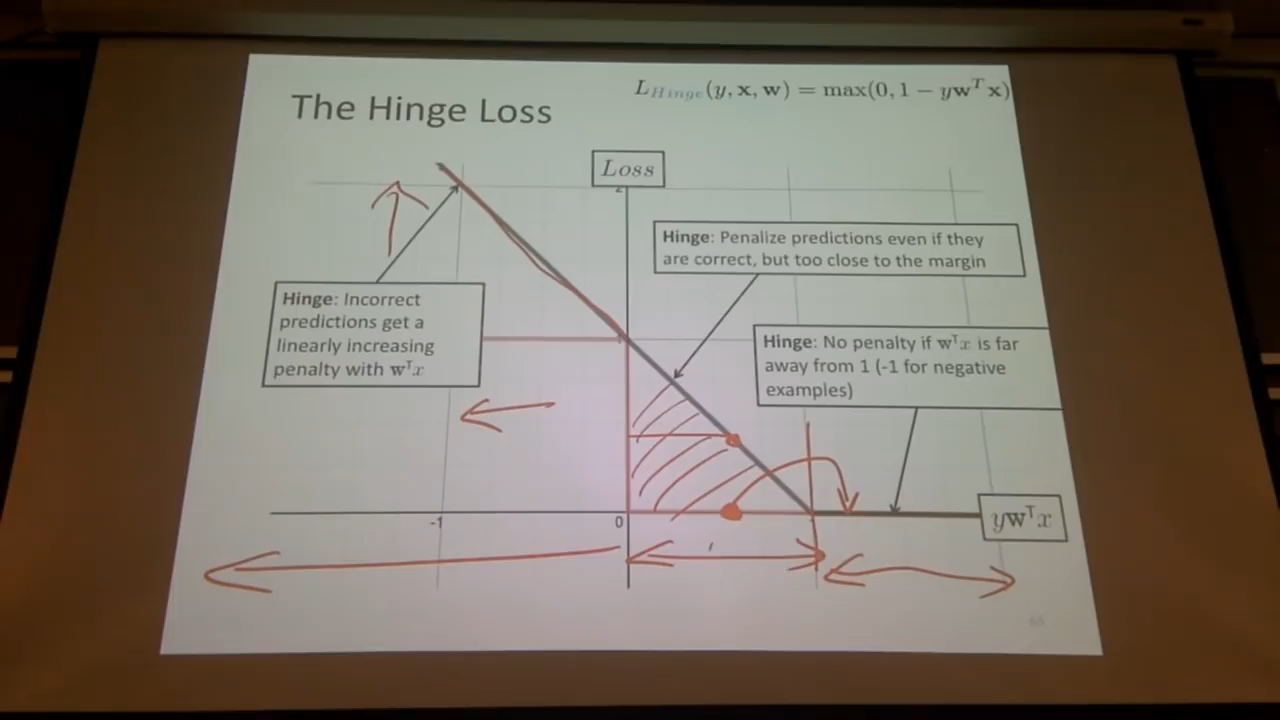 The Hinge Loss
L_Hinge(y, x, w) = max(0, 1 − yw^T x)
Loss
Hinge: Penalize predictions even if they
are correct, but too close to the margin
Hinge: Incorrect
predictions get a
linearly increasing
penalty with wᵀx
Hinge: No penalty if wᵀx is far
away from 1 (-1 for negative
examples)
-1
0
ywᵀx